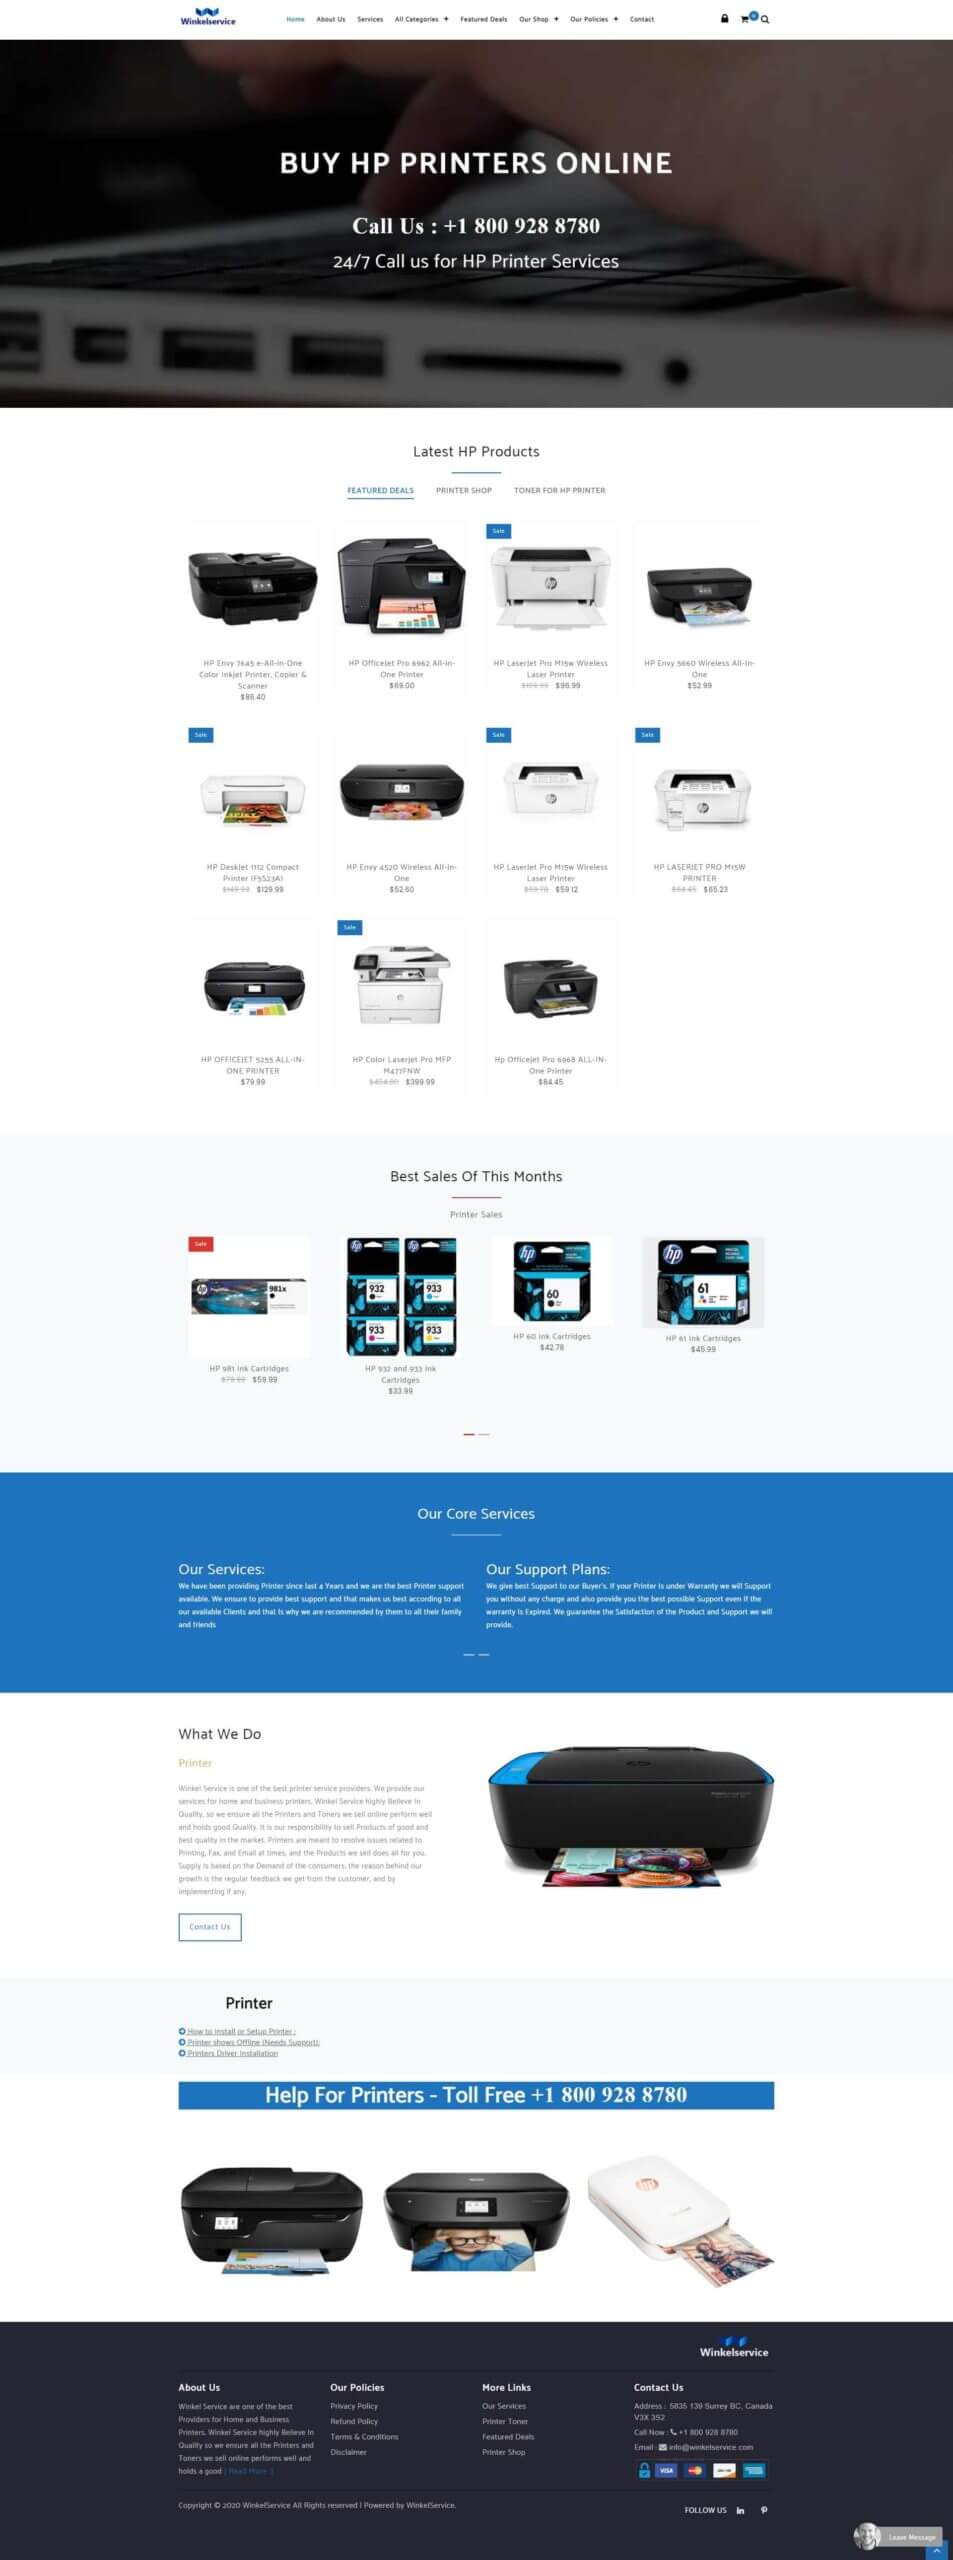 Winkelservice
Home About Us Services All Categories + Featured Deals Our Shop + Our Policies + Contact
0
BUY HP PRINTERS ONLINE
Call Us : +1 800 928 8780
24/7 Call us for HP Printer Services
Latest HP Products
FEATURED DEALS PRINTER SHOP TONER FOR HP PRINTER
Sale
HP Envy 7645 e-All-in-One
Color Inkjet Printer, Copier &
Scanner
$86.40
HP OfficeJet Pro 6962 All-in-
One Printer
$69.00
HP LaserJet Pro M15w Wireless
Laser Printer
$96.99
HP Envy 5660 Wireless All-in-
One
$52.99
Sale
Sale
Sale
HP DeskJet 1112 Compact
Printer (F5S23A)
$149.99 $129.99
HP Envy 4520 Wireless All-in-
One
$52.60
HP LaserJet Pro M15w Wireless
Laser Printer
$69.78 $59.12
HP LASERJET PRO M15W
PRINTER
$84.45 $65.23
Sale
HP OFFICEJET 5255 ALL-IN-
ONE PRINTER
$79.99
HP Color Laserjet Pro MFP
M477FNW
$399.99
Hp Officejet Pro 6968 ALL-IN-
One Printer
$84.45
Best Sales Of This Months
Printer Sales
Sale
hp
981x
HP 981 Ink Cartridges
$79.99 $59.99
hp hp
932 933
933 933
HP 932 and 933 Ink
Cartridges
$33.99
hp
60
HP 60 Ink Cartridges
$42.78
hp
61
HP 61 Ink Cartridges
$45.99
Our Core Services
Our Services:
We have been providing Printer since last 4 Years and we are the best Printer support
available. We ensure to provide best support and that makes us best according to all
our available Clients and that is why we are recommended by them to all their family
and friends
Our Support Plans:
We give best Support to our Buyer's. If your Printer is under Warranty we will Support
you without any charge and also provide you the best possible Support even if the
warranty is Expired. We guarantee the Satisfaction of the Product and Support we will
provide.
What We Do
Printer
Winkel Service is one of the best printer service providers. We provide our
services for home and business printers. Winkel Service highly Believe in
Quality, so we ensure all the Printers and Toners we sell online perform well
and holds good Quality. It is our responsibility to sell Products of good and
best quality in the market. Printers are meant to resolve issues related to
Printing, Fax, and Email at times, and the Products we sell does all for you.
Supply is based on the Demand of the consumers, the reason behind our
growth is the regular feedback we get from the customer, and by
implementing if any.
Contact Us
Printer
How to Install or Setup Printer :
Printer shows Offline (Needs Support):
Printers Driver Installation
Help For Printers - Toll Free +1 800 928 8780
Winkelservice
About Us
Winkel Service are one of the best
Providers for Home and Business
Printers. Winkel Service highly Believe in
Quality so we ensure all the Printers and
Toners we sell online performs well and
holds a good [ Read More..]
Our Policies
Privacy Policy
Refund Policy
Terms & Conditions
Disclaimer
More Links
Our Services
Printer Toner
Featured Deals
Printer Shop
Contact Us
Address : 5835 139 Surrey BC, Canada
V3X 3S2
Call Now : +1 800 928 8780
Email : info@winkelservice.com
VISA
Copyright © 2020 WinkelService All Rights reserved | Powered by WinkelService.
FOLLOW US
Leave Message